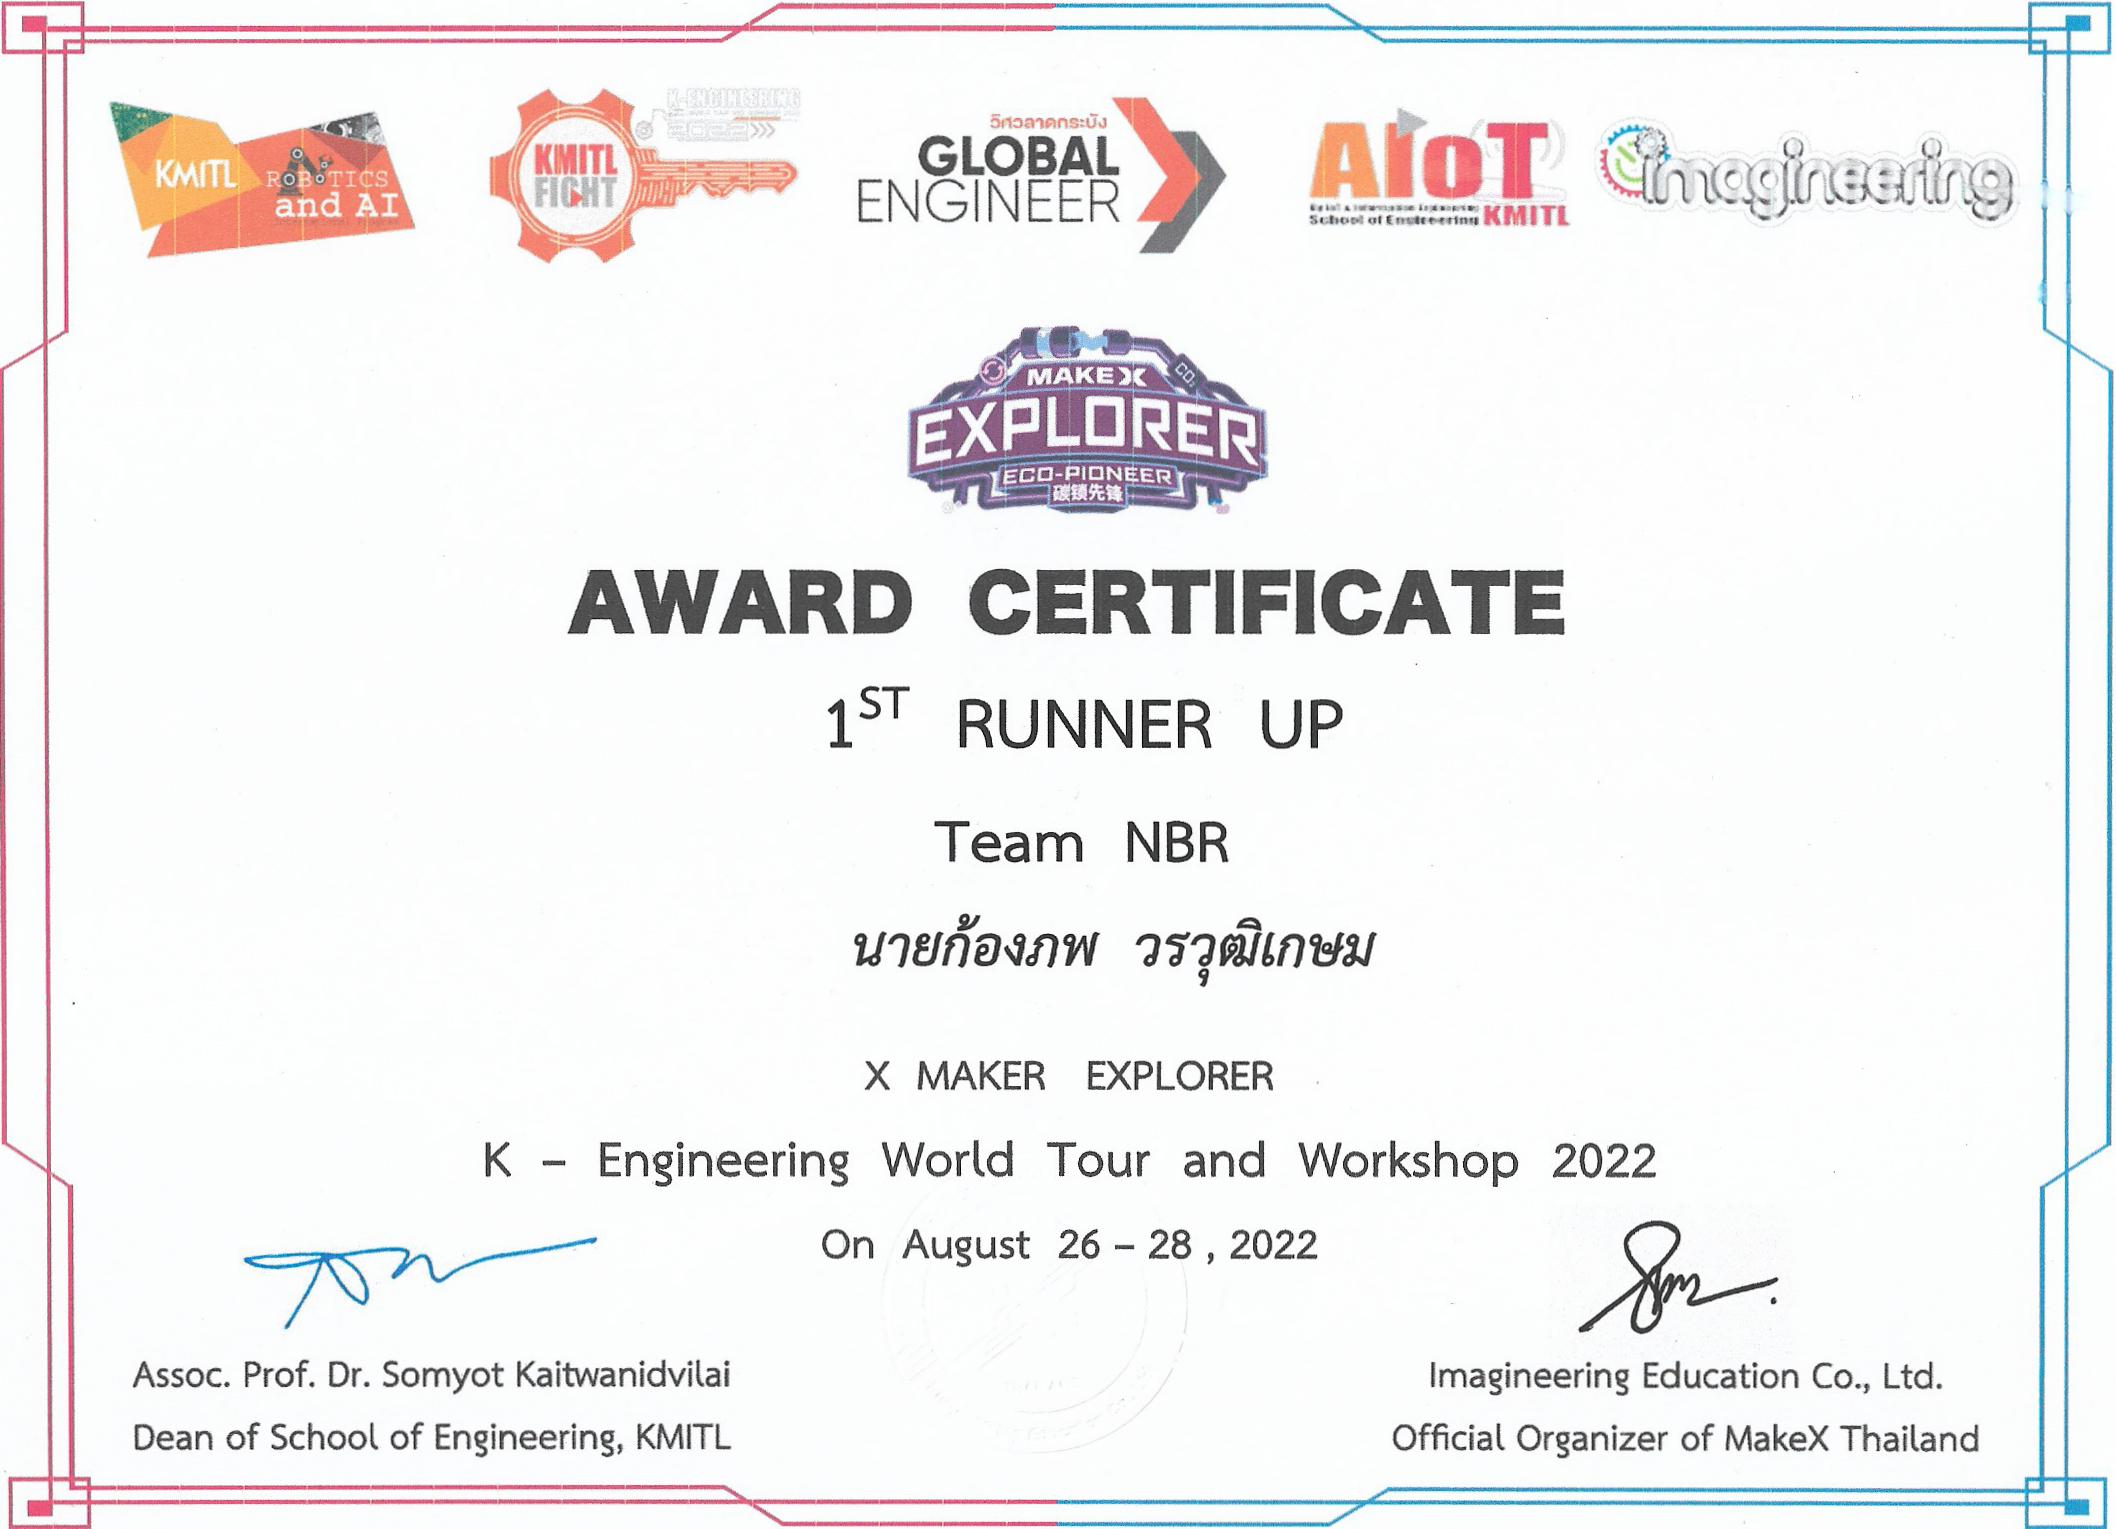 KMITL
ROBOTICS
and AI
KMITL
FIGHT
K-ENGINEERING
2022
วิศวลาดกระบัง
GLOBAL
ENGINEER
AIoT
School of Engineering KMITL
imagineering
MAKE X
EXPLORER
ECO-PIONEER
碳锁先锋
AWARD CERTIFICATE
1ST RUNNER UP
Team NBR
นายก้องภพ วรวุฒิเกษม
X MAKER EXPLORER
K – Engineering World Tour and Workshop 2022
On August 26 – 28 , 2022
Assoc. Prof. Dr. Somyot Kaitwanidvilai
Dean of School of Engineering, KMITL
Imagineering Education Co., Ltd.
Official Organizer of MakeX Thailand